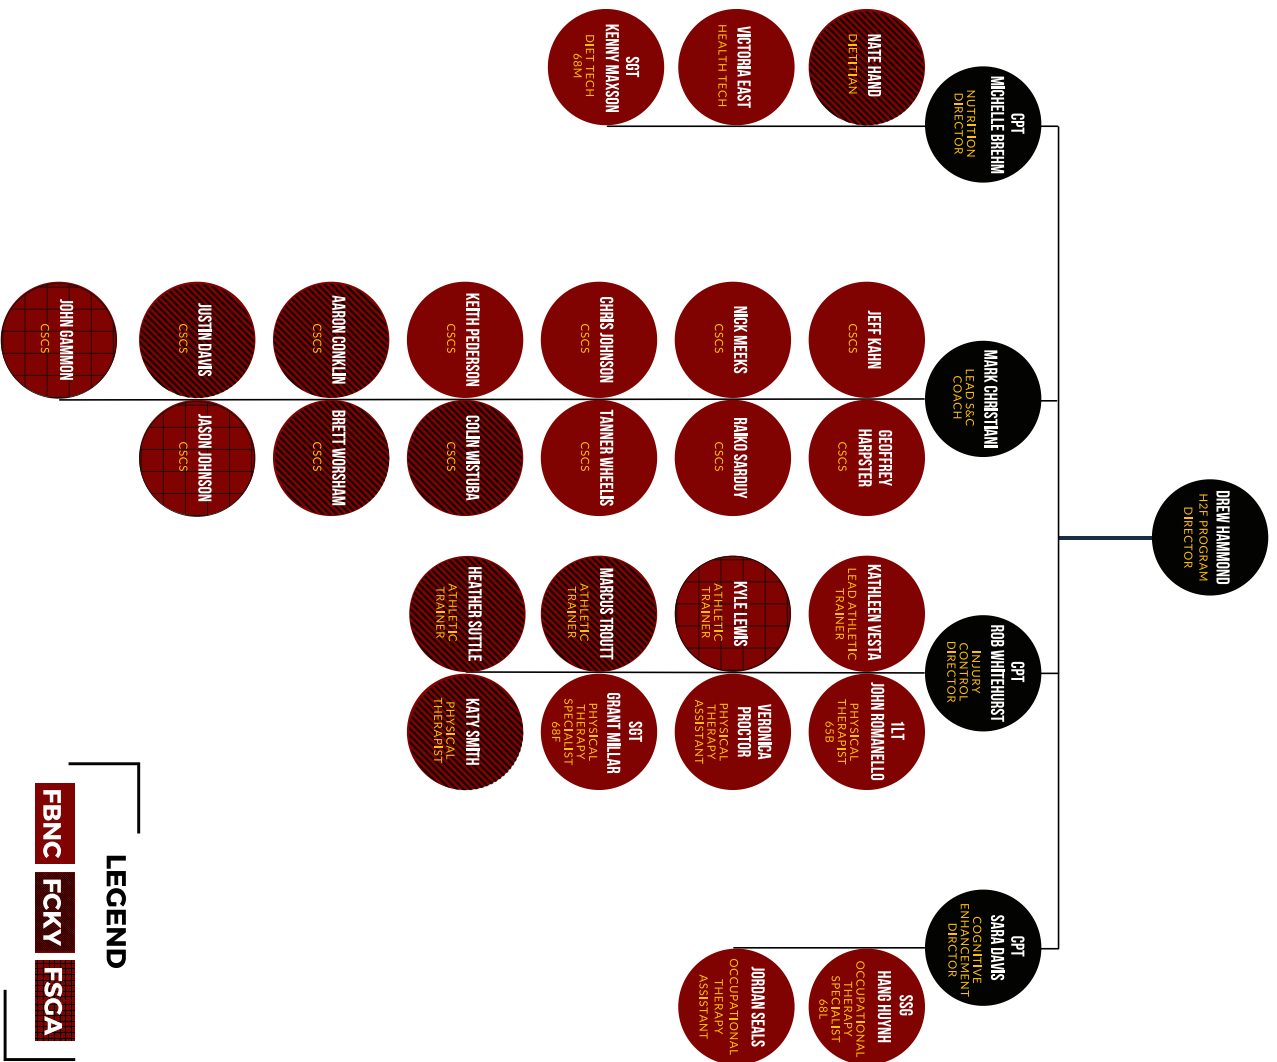 DREW HAMMOND
H2F PROGRAM
DIRECTOR
CPT
MICHELLE BREHM
NUTRITION
DIRECTOR
NATE HAND
DIETITIAN
VICTORIA EAST
HEALTH TECH
SGT
KENNY MAXSON
DIET TECH
68M
MARK CHRISTIANI
LEAD S&C
COACH
JEFF KAHN
CSCS
GEOFFREY
HARPSTER
CSCS
NICK MEEKS
CSCS
RAIKO SARDUY
CSCS
CHRIS JOHNSON
CSCS
TANNER WHEELIS
CSCS
KEITH PEDERSON
CSCS
COLIN WISTUBA
CSCS
AARON CONKLIN
CSCS
BRETT WORSHAM
CSCS
JUSTIN DAVIS
CSCS
JASON JOHNSON
CSCS
JOHN GAMMON
CSCS
CPT
ROB WHITEHURST
INJURY
CONTROL
DIRECTOR
KATHLEEN VESTA
LEAD ATHLETIC
TRAINER
1LT
JOHN ROMANELLO
PHYSICAL
THERAPIST
65B
KYLE LEWIS
ATHLETIC
TRAINER
VERONICA
PROCTOR
PHYSICAL
THERAPY
ASSISTANT
MARCUS TROUTT
ATHLETIC
TRAINER
SGT
GRANT MILLAR
PHYSICAL
THERAPY
SPECIALIST
68F
HEATHER SUTTLE
ATHLETIC
TRAINER
KATY SMITH
PHYSICAL
THERAPIST
CPT
SARA DAVIS
COGNITIVE
ENHANCEMENT
DIRCTOR
SSG
HANG HUYNH
OCCUPATIONAL
THERAPY
SPECIALIST
68L
JORDAN SEALS
OCCUPATIONAL
THERAPY
ASSISTANT
LEGEND
FBNC FCKY FSGA